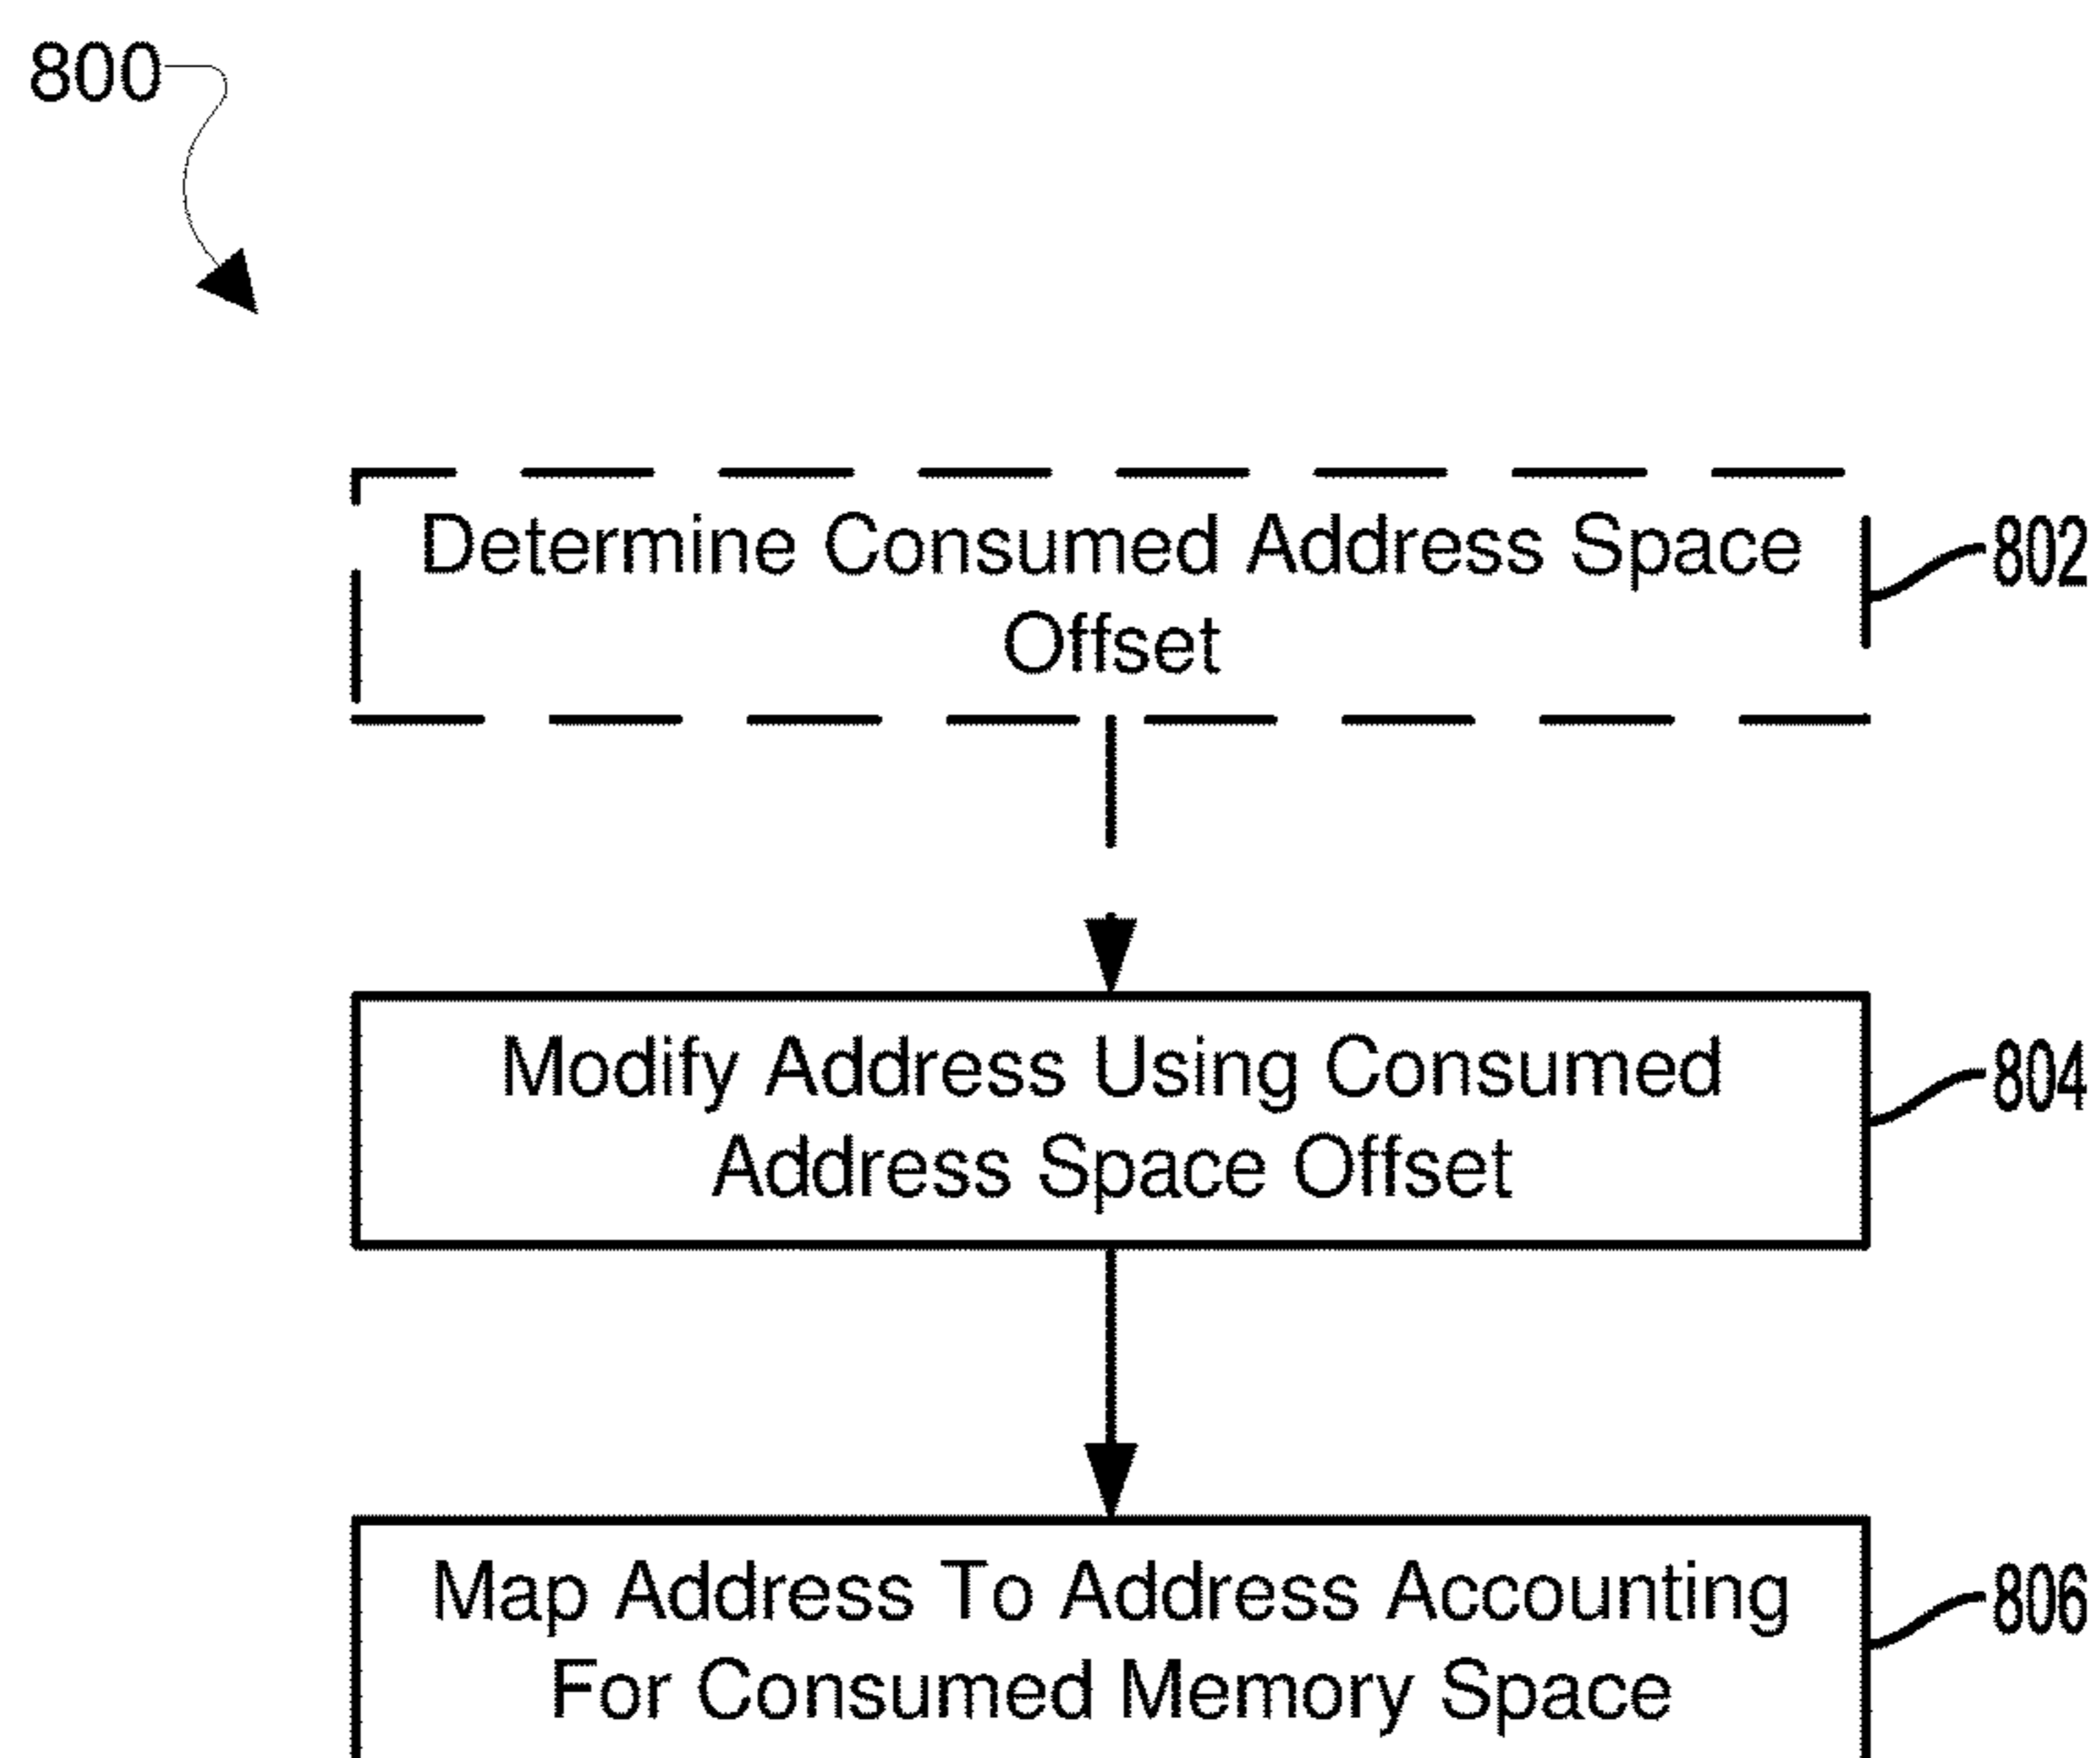 800
Determine Consumed Address Space
Offset
802
Modify Address Using Consumed
Address Space Offset
804
Map Address To Address Accounting
For Consumed Memory Space
806